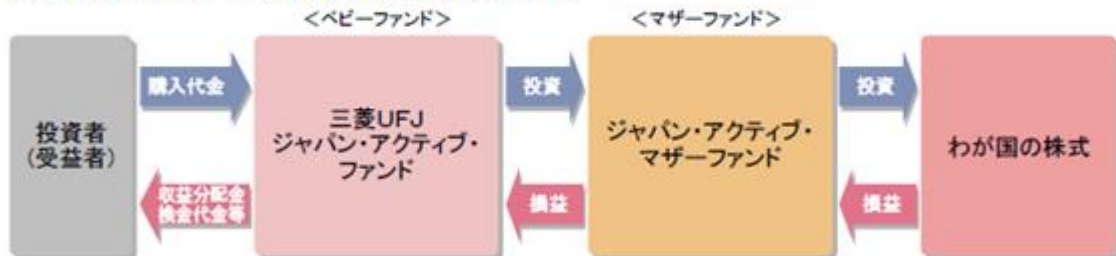 <ベビーファンド>
<マザーファンド>
購入代金
投資
投資
投資者
(受益者)
三菱UFJ
ジャパン・アクティブ・
ファンド
ジャパン・アクティブ・
マザーファンド
わが国の株式
収益分配金
換金代金等
損益
損益